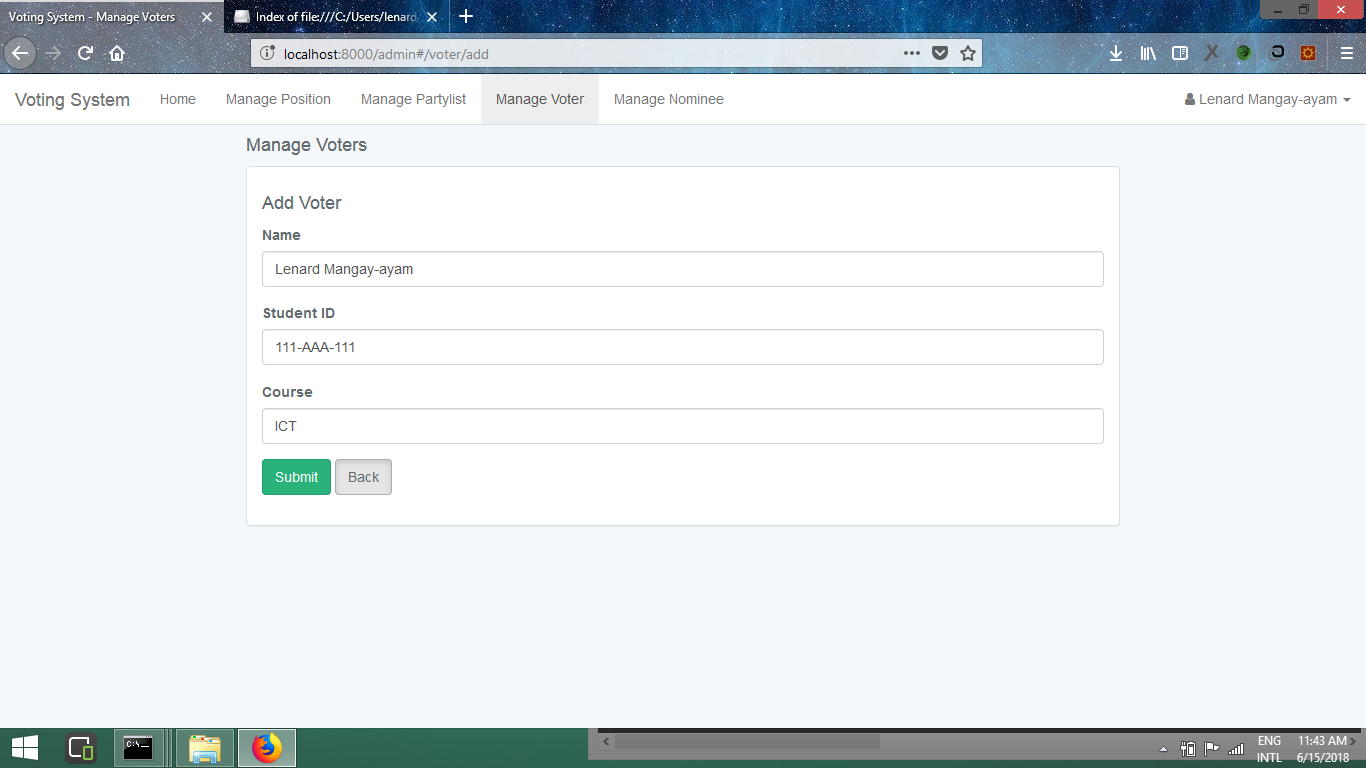 Voting System - Manage Voters
Index of file:///C:/Users/lenard
localhost:8000/admin#/voter/add
Voting System Home Manage Position Manage Partylist Manage Voter Manage Nominee Lenard Mangay-ayam
Manage Voters
Add Voter
Name
Lenard Mangay-ayam
Student ID
111-AAA-111
Course
ICT
Submit Back
C:\
ENG 11:43 AM
INTL 6/15/2018